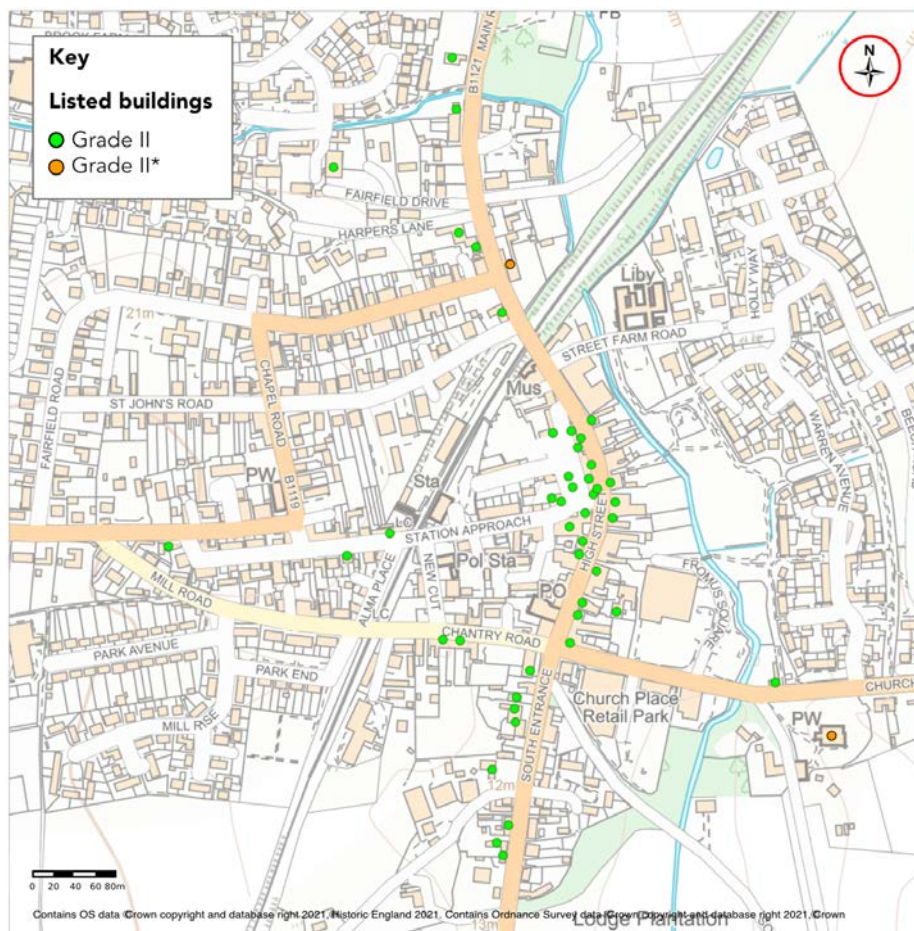 FB
BROOK FARM
B1121 MAIN R
Key
Listed buildings
Grade II
Grade II*
N
FAIRFIELD DRIVE
HARPERS LANE
Liby
HOLLY WAY
21m
STREET FARM ROAD
Mus
CHAPEL ROAD
ST JOHN'S ROAD
FAIRFIELD ROAD
WARREN AVENUE
BEE
PW
B1119
Sta
LC
STATION APPROACH
HIGH STREET
Pol Sta
ALMA PLACE
NEW CUT
FROMUS SQUARE
MILL ROAD
PO
CHANTRY ROAD
PARK AVENUE
PARK END
CHURCH
Church Place
Retail Park
MILL RISE
PW
SOUTH ENTRANCE
12m
0 20 40 60 80m
Contains OS data ©Crown copyright and database right 2021, Historic England 2021, Contains Ordnance Survey data ©Crown copyright and database right 2021, Crown
Lodge Plantation
13m